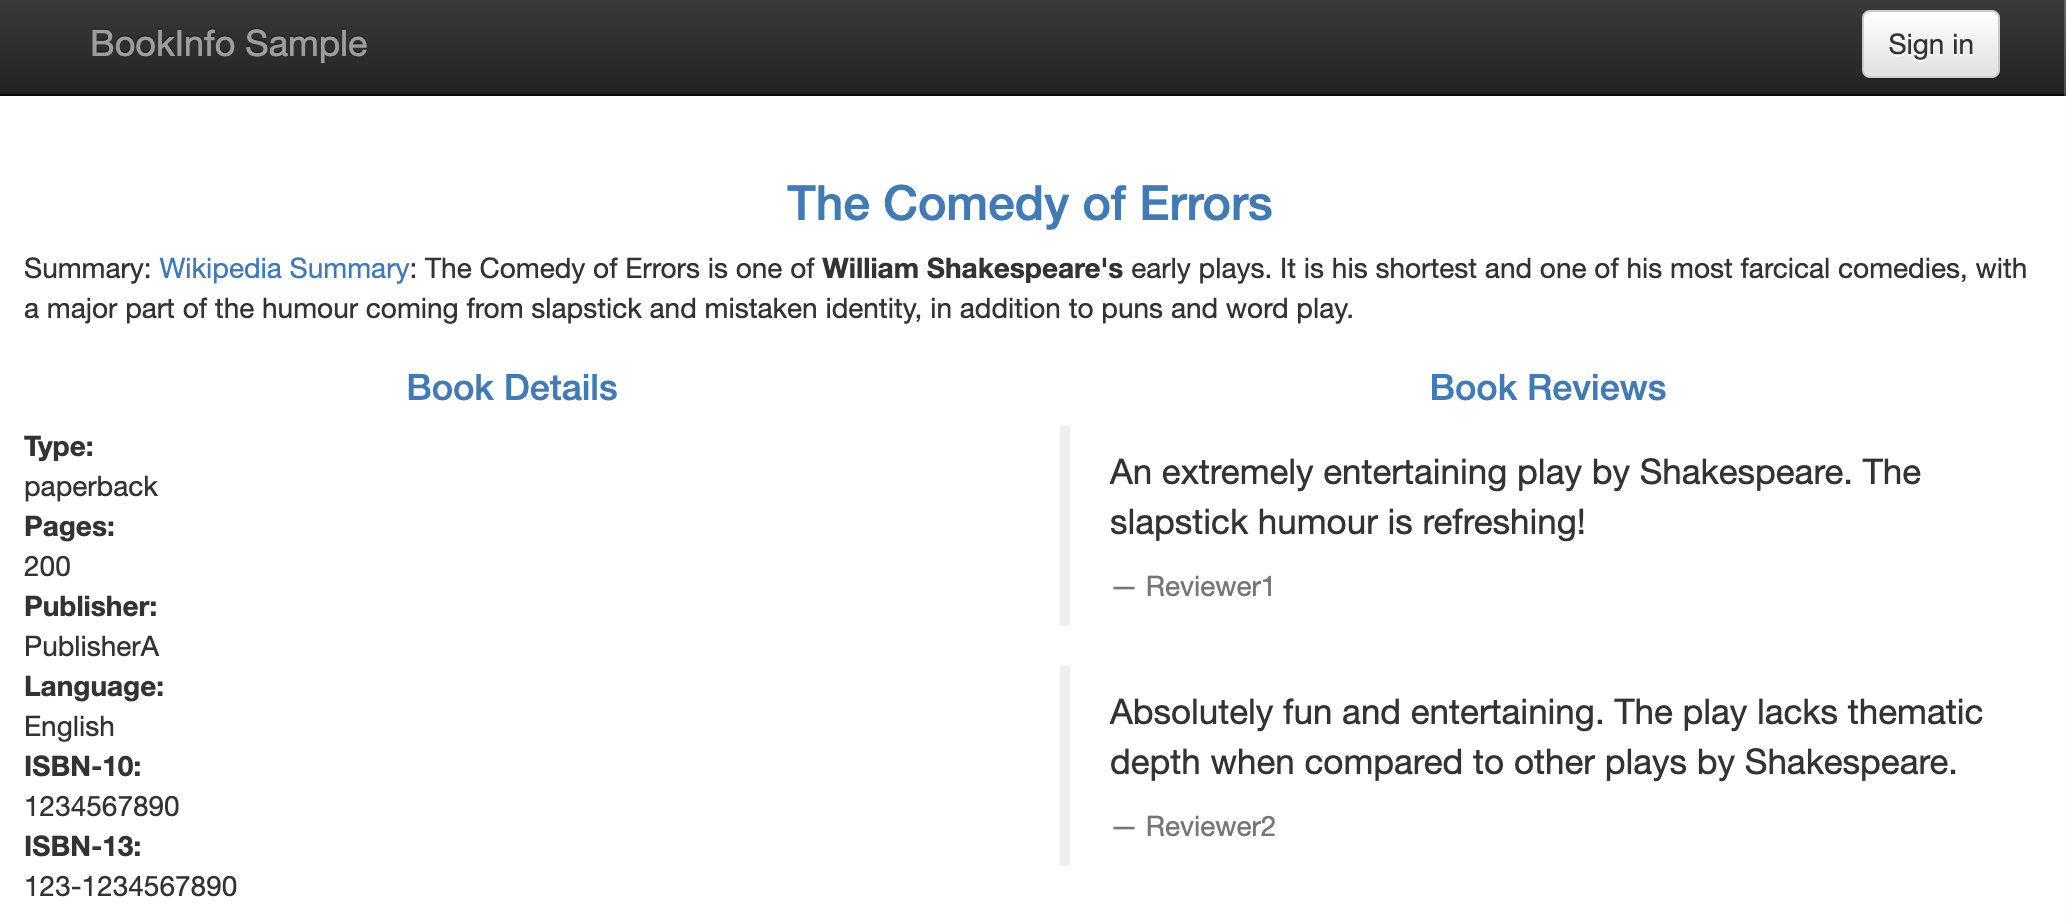 BookInfo Sample
Sign in
The Comedy of Errors
Summary: Wikipedia Summary: The Comedy of Errors is one of William Shakespeare's early plays. It is his shortest and one of his most farcical comedies, with
a major part of the humour coming from slapstick and mistaken identity, in addition to puns and word play.
Book Details
Type:
paperback
Pages:
200
Publisher:
PublisherA
Language:
English
ISBN-10:
1234567890
ISBN-13:
123-1234567890
Book Reviews
An extremely entertaining play by Shakespeare. The
slapstick humour is refreshing!
— Reviewer1
Absolutely fun and entertaining. The play lacks thematic
depth when compared to other plays by Shakespeare.
— Reviewer2